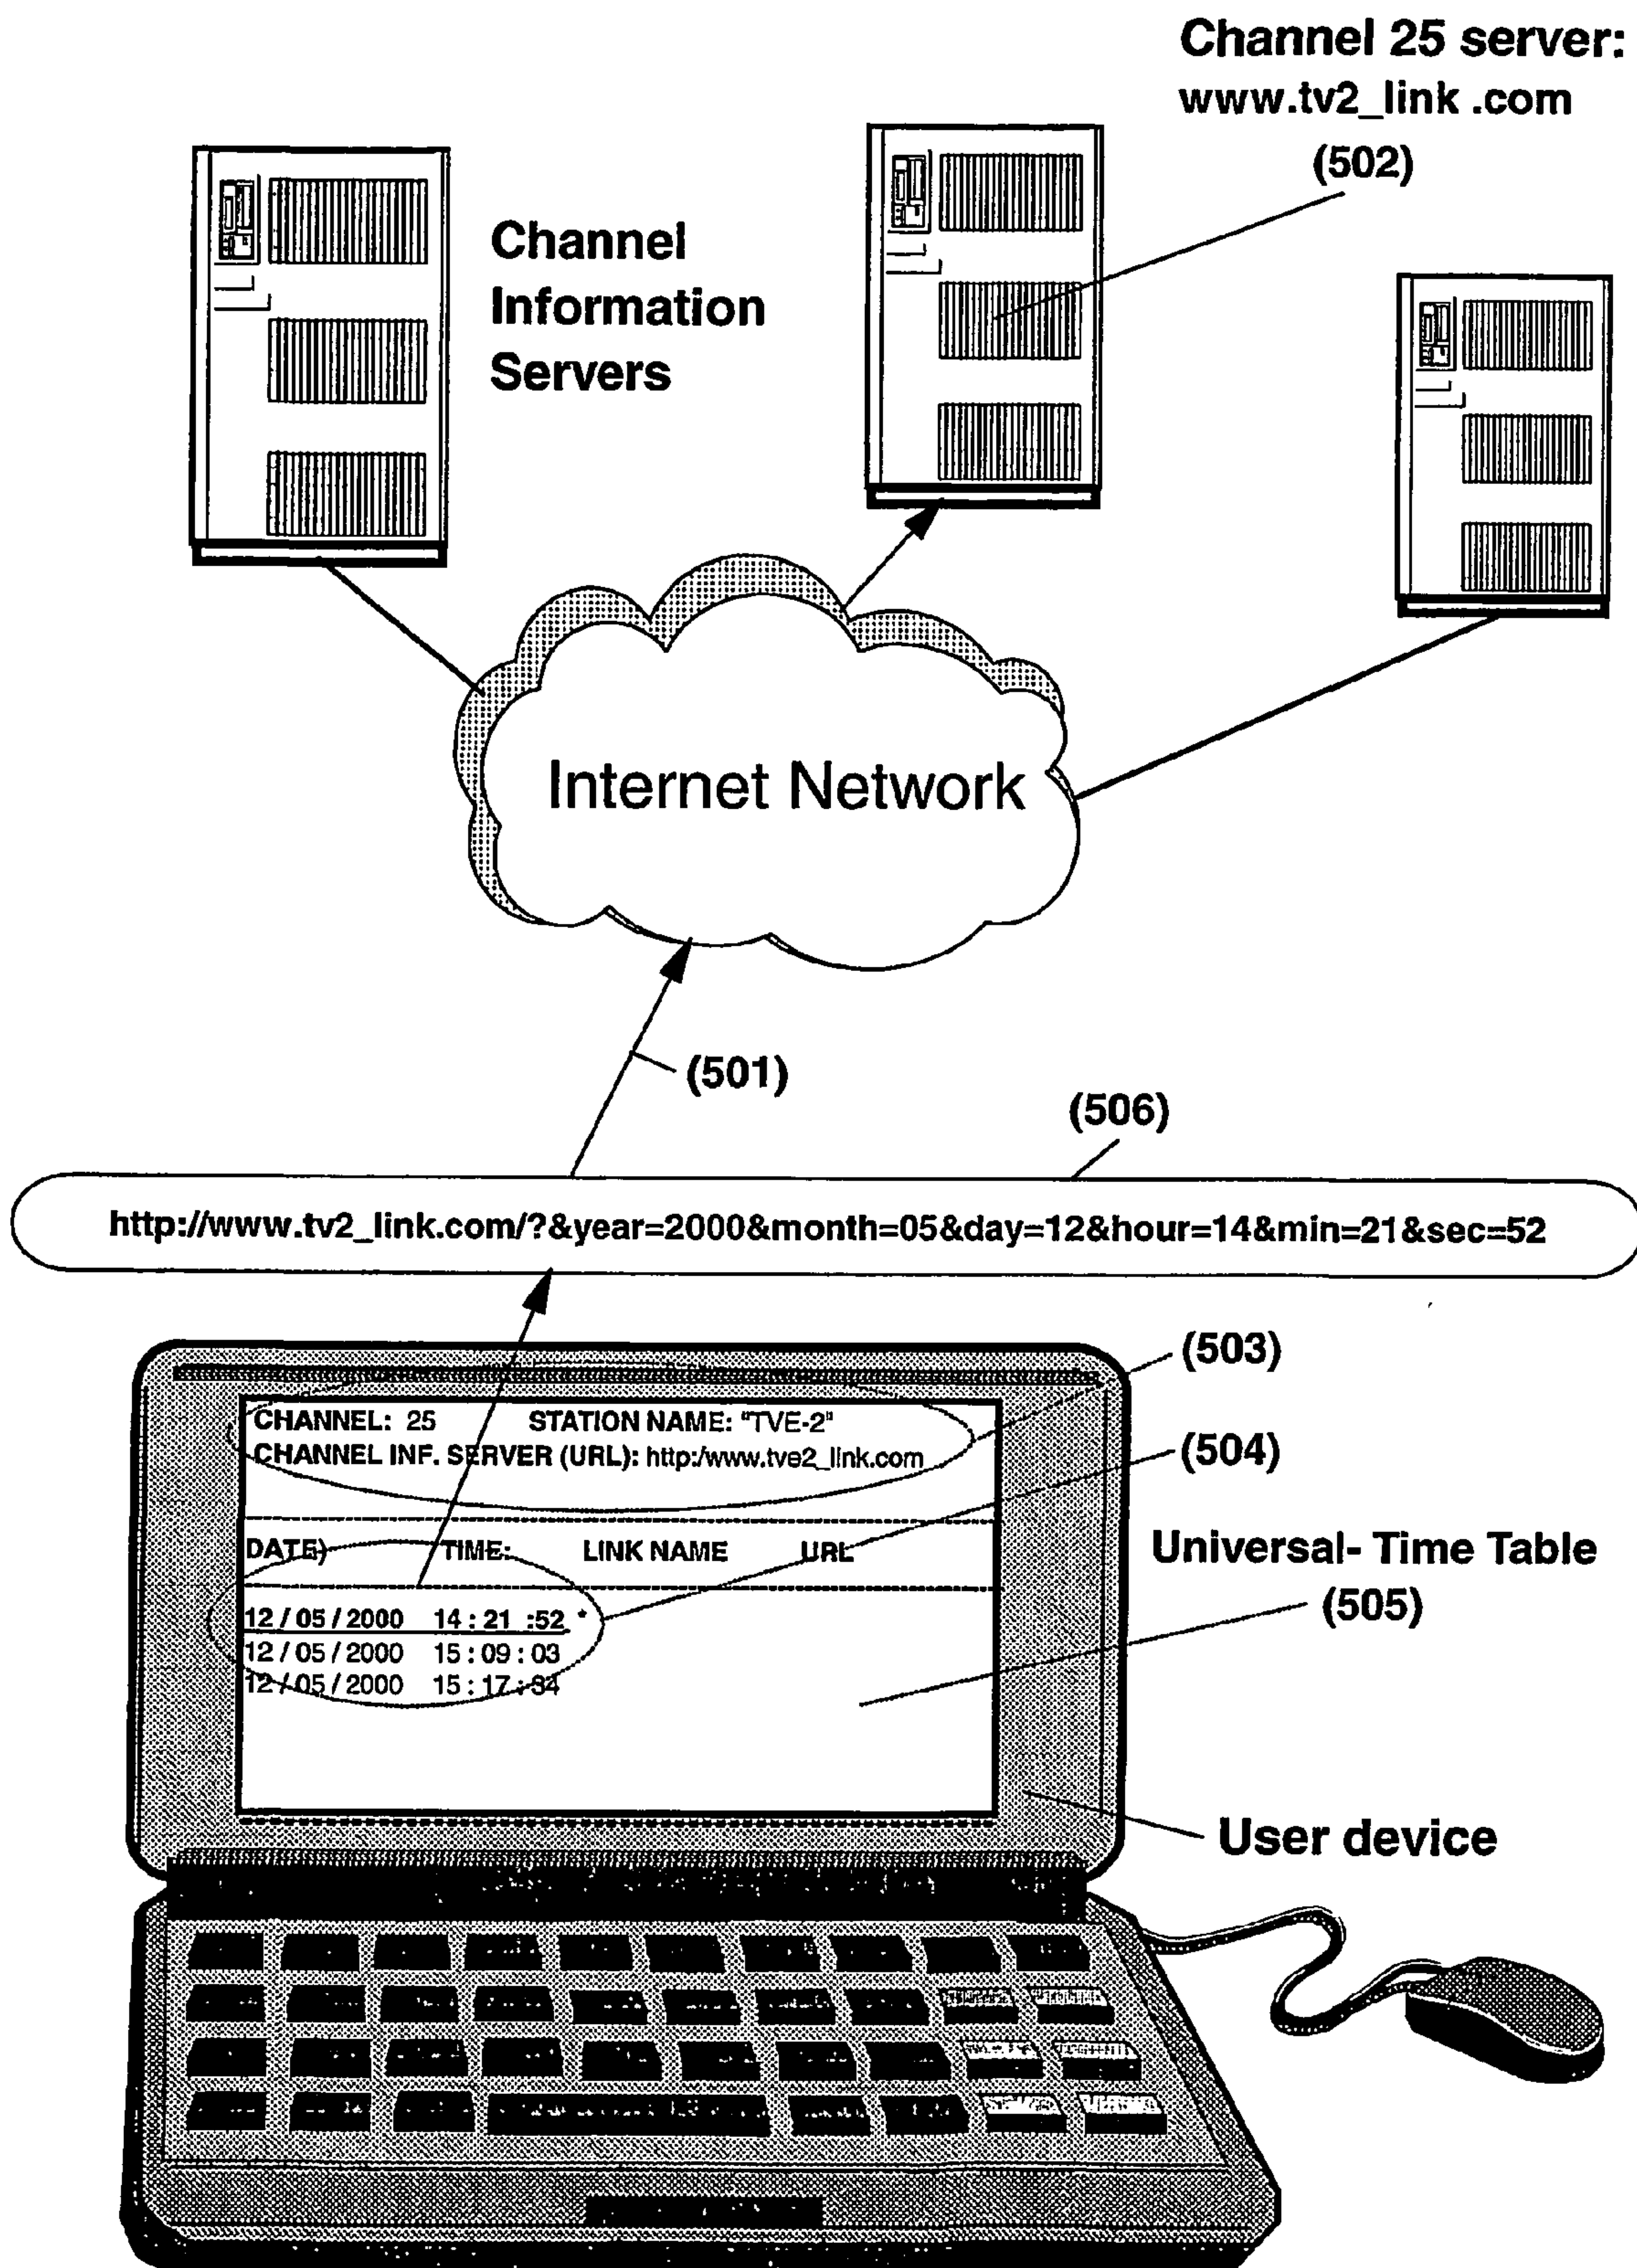 Channel 25 server:
www.tv2_link .com
(502)
Channel
Information
Servers
Internet Network
(501)
(506)
http://www.tv2_link.com/?&year=2000&month=05&day=12&hour=14&min=21&sec=52
(503)
CHANNEL: 25 STATION NAME: "TVE-2"
CHANNEL INF. SERVER (URL): http:/www.tve2_link.com
(504)
DATE) TIME: LINK NAME URL
Universal- Time Table
(505)
12 / 05 / 2000 14 : 21 :52 *
12 / 05 / 2000 15 : 09 : 03
12 / 05 / 2000 15 : 17 : 34
User device